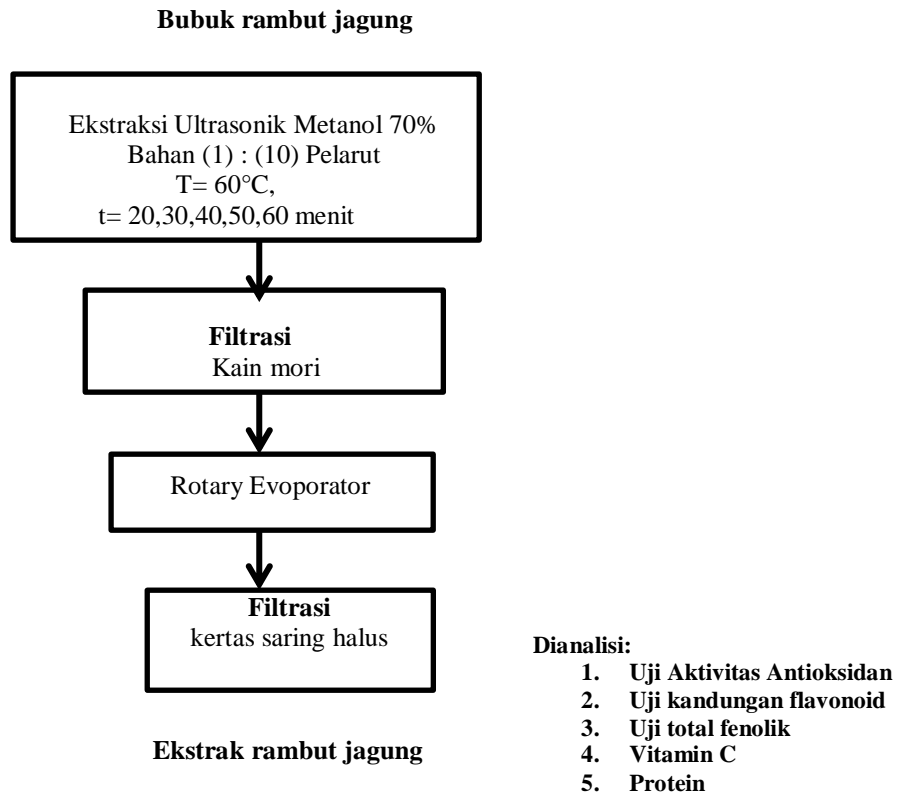 Bubuk rambut jagung
Ekstraksi Ultrasonik Metanol 70%
Bahan (1) : (10) Pelarut
T= 60°C,
t= 20,30,40,50,60 menit
Filtrasi
Kain mori
Rotary Evoporator
Filtrasi
kertas saring halus
Ekstrak rambut jagung
Dianalisi:
1. Uji Aktivitas Antioksidan
2. Uji kandungan flavonoid
3. Uji total fenolik
4. Vitamin C
5. Protein